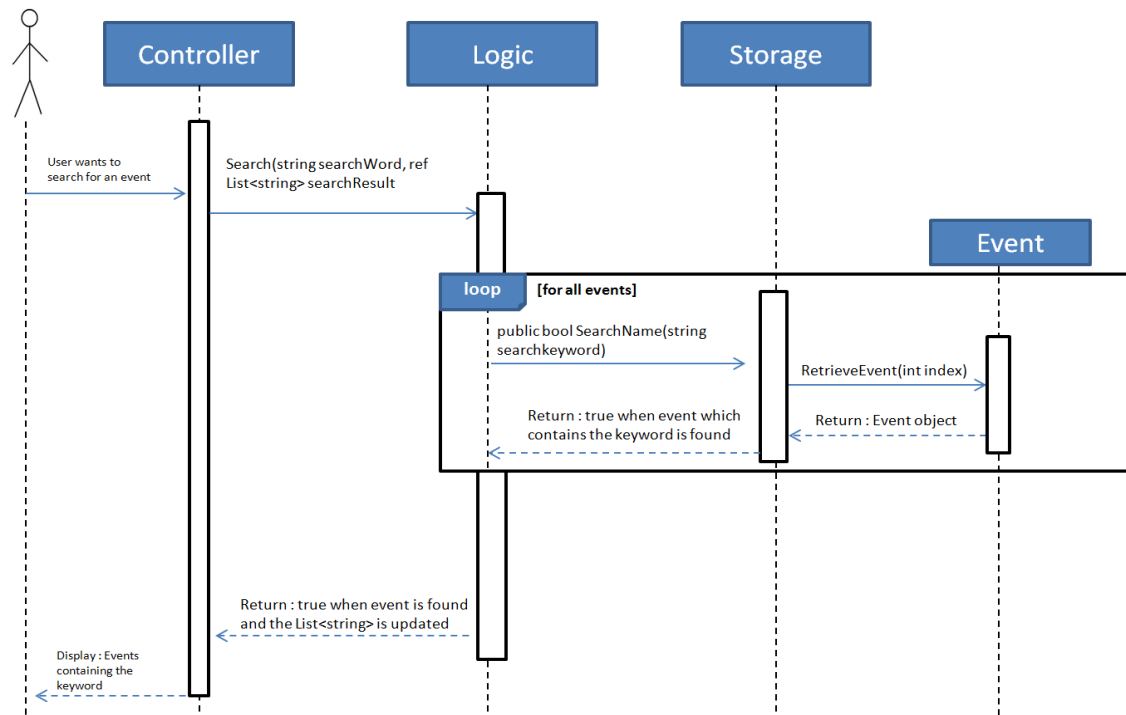 Controller
Logic
Storage
User wants to
search for an event
Search(string searchWord, ref
List<string> searchResult
Event
loop
[for all events]
public bool SearchName(string
searchkeyword)
RetrieveEvent(int index)
Return : true when event which
contains the keyword is found
Return : Event object
Return : true when event is found
and the List<string> is updated
Display : Events
containing the
keyword